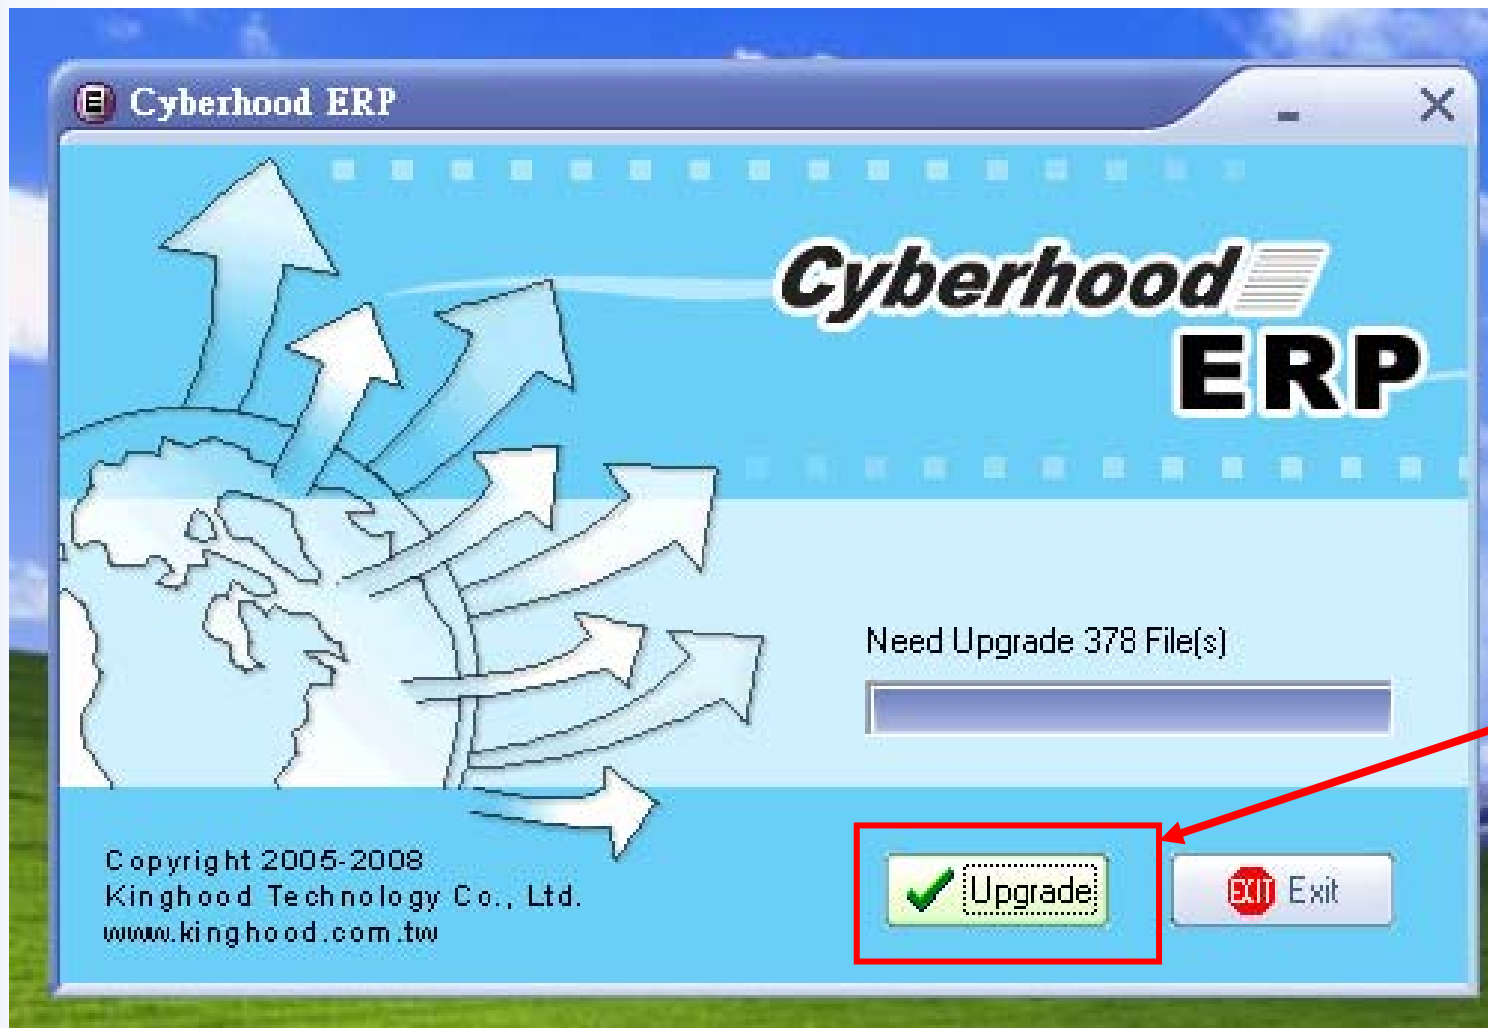 Cyberhood ERP
Cyberhood
ERP
Need Upgrade 378 File(s)
Copyright 2005-2008
Kinghood Technology Co., Ltd.
www.kinghood.com.tw
Upgrade
EXIT Exit